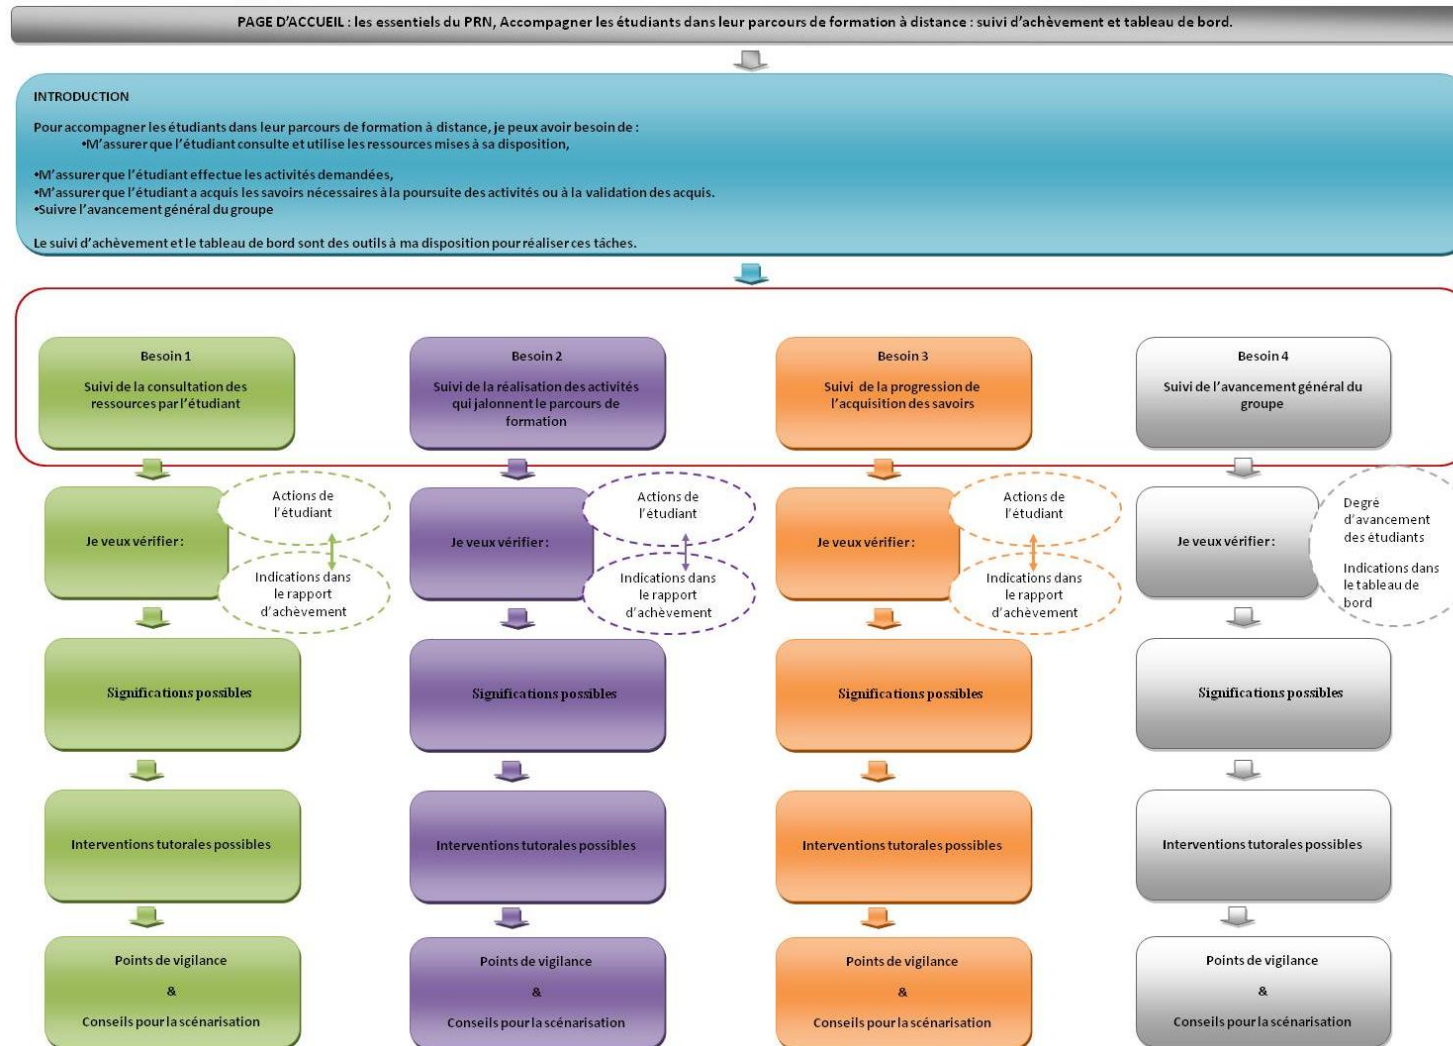 PAGE D'ACCUEIL : les essentiels du PRN, Accompagner les étudiants dans leur parcours de formation à distance : suivi d'achèvement et tableau de bord.
INTRODUCTION
Pour accompagner les étudiants dans leur parcours de formation à distance, je peux avoir besoin de :
•M'assurer que l'étudiant consulte et utilise les ressources mises à sa disposition,
•M'assurer que l'étudiant effectue les activités demandées,
•M'assurer que l'étudiant a acquis les savoirs nécessaires à la poursuite des activités ou à la validation des acquis.
•Suivre l'avancement général du groupe
Le suivi d'achèvement et le tableau de bord sont des outils à ma disposition pour réaliser ces tâches.
Besoin 1
Suivi de la consultation des
ressources par l'étudiant
Besoin 2
Suivi de la réalisation des activités
qui jalonnent le parcours de
formation
Besoin 3
Suivi de la progression de
l'acquisition des savoirs
Besoin 4
Suivi de l'avancement général du
groupe
Je veux vérifier :
Actions de
l'étudiant
Indications dans
le rapport
d'achèvement
Je veux vérifier :
Actions de
l'étudiant
Indications dans
le rapport
d'achèvement
Je veux vérifier :
Actions de
l'étudiant
Indications dans
le rapport
d'achèvement
Je veux vérifier :
Degré
d'avancement
des étudiants
Indications dans
le tableau de
bord
Significations possibles
Significations possibles
Significations possibles
Significations possibles
Interventions tutorales possibles
Interventions tutorales possibles
Interventions tutorales possibles
Interventions tutorales possibles
Points de vigilance
&
Conseils pour la scénarisation
Points de vigilance
&
Conseils pour la scénarisation
Points de vigilance
&
Conseils pour la scénarisation
Points de vigilance
&
Conseils pour la scénarisation